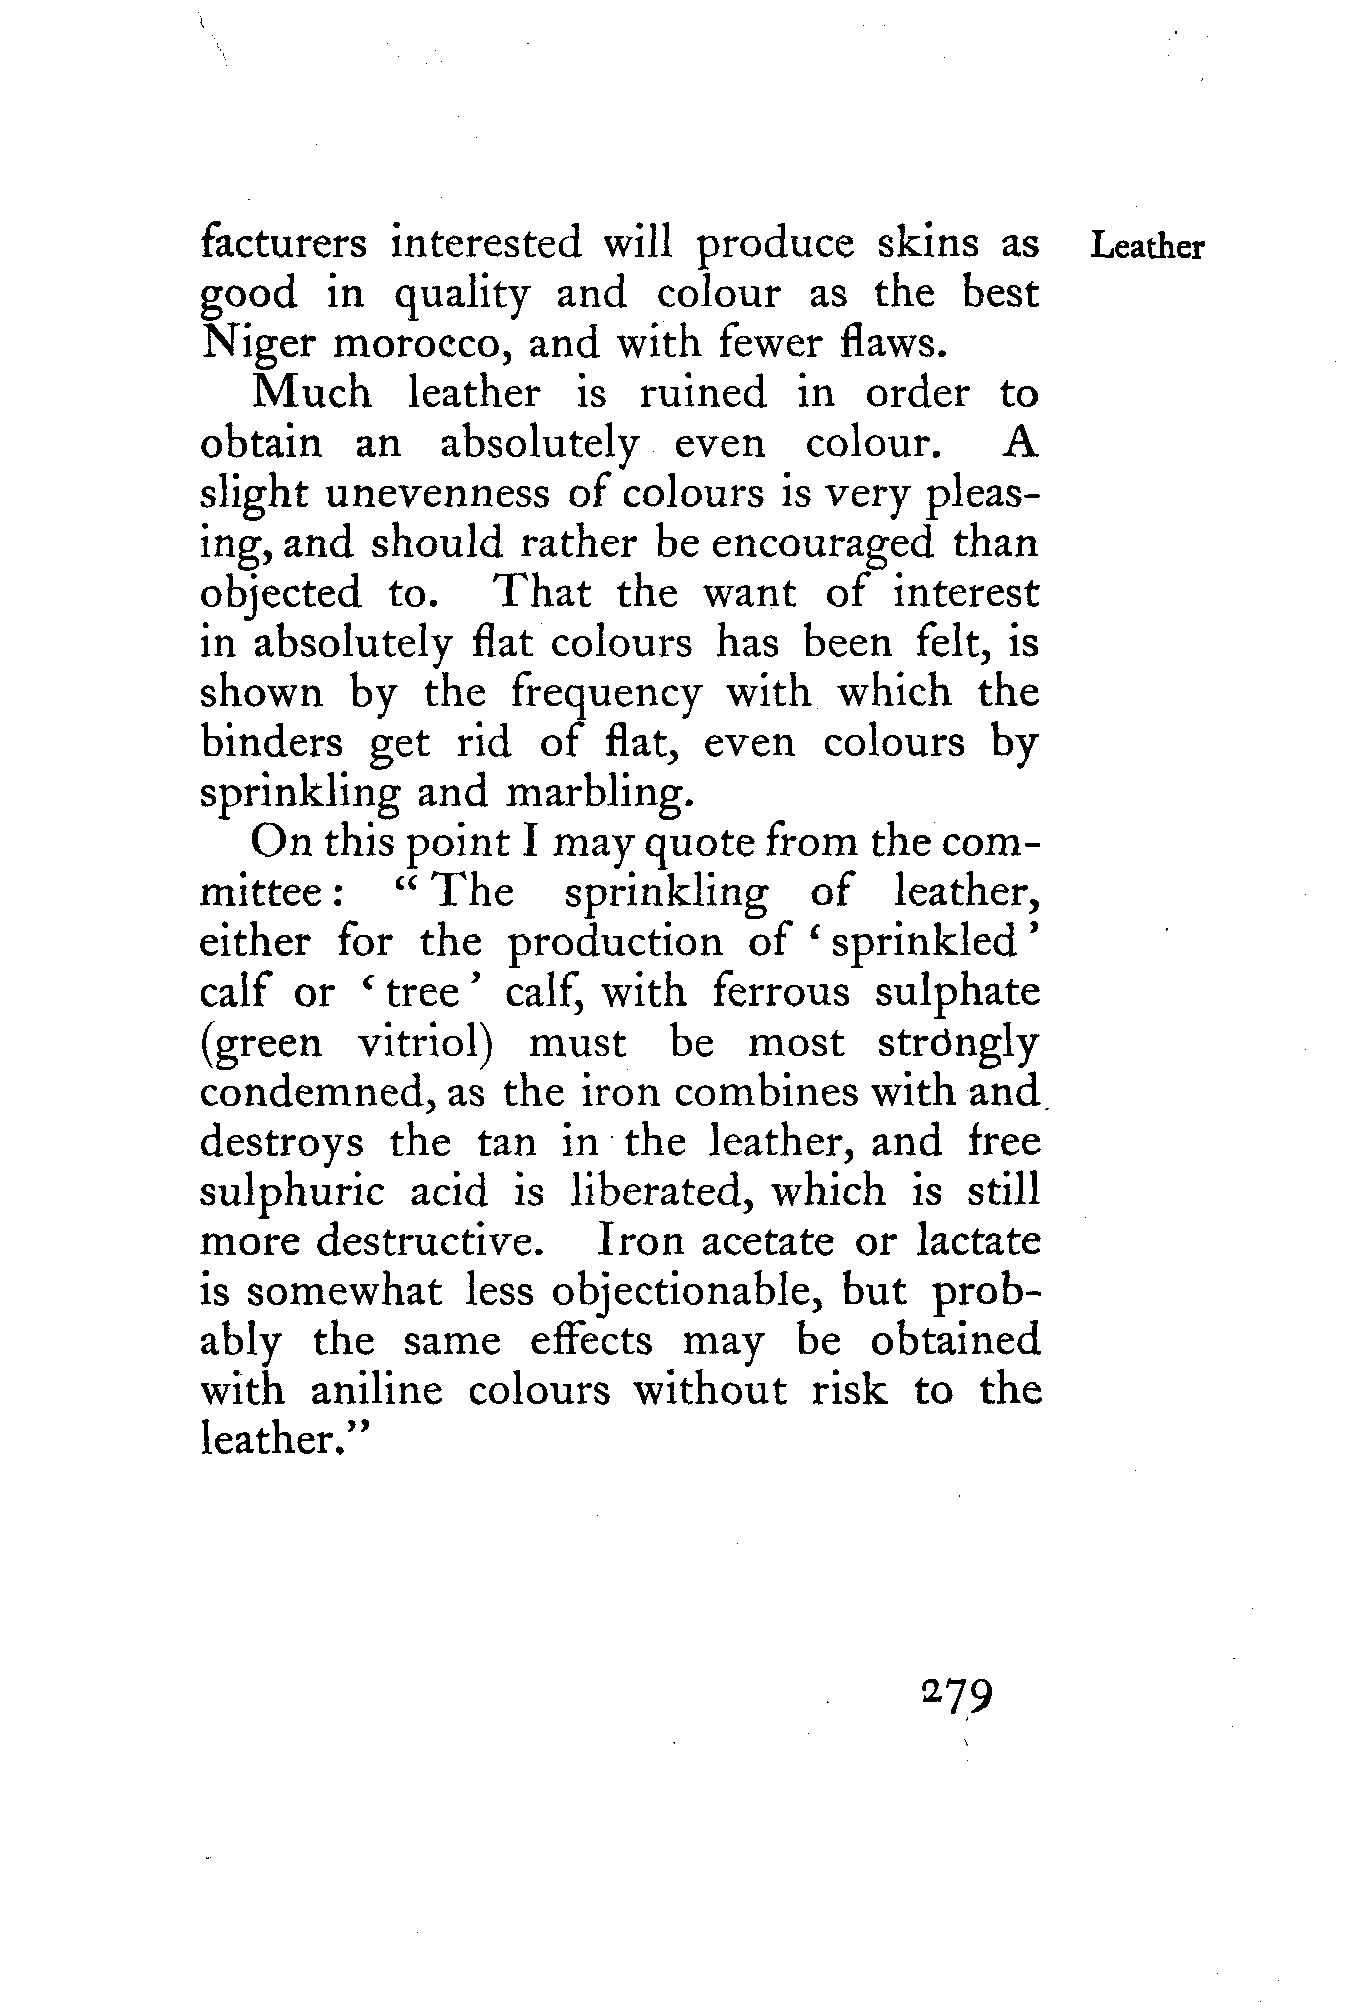 facturers interested will produce skins as Leather
good in quality and colour as the best
Niger morocco, and with fewer flaws.
Much leather is ruined in order to
obtain an absolutely even colour. A
slight unevenness of colours is very pleas-
ing, and should rather be encouraged than
objected to. That the want of interest
in absolutely flat colours has been felt, is
shown by the frequency with which the
binders get rid of flat, even colours by
sprinkling and marbling.
On this point I may quote from the com-
mittee: “The sprinkling of leather,
either for the production of ‘sprinkled’
calf or ‘tree’ calf, with ferrous sulphate
(green vitriol) must be most strongly
condemned, as the iron combines with and
destroys the tan in the leather, and free
sulphuric acid is liberated, which is still
more destructive. Iron acetate or lactate
is somewhat less objectionable, but prob-
ably the same effects may be obtained
with aniline colours without risk to the
leather.”
279